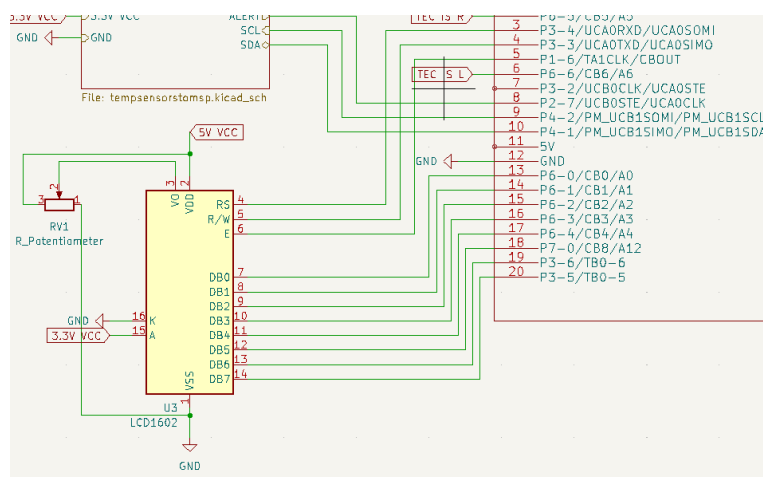 3.3V VCC
3.3V VCC
ALERT
TEC IS R
P6-5/CB5/A5
GND
GND
SCL
SDA
3
P3-4/UCA0RXD/UCA0SOMI
4
P3-3/UCA0TXD/UCA0SIMO
5
P1-6/TA1CLK/CBOUT
TEC S L
6
P6-6/CB6/A6
7
P3-2/UCB0CLK/UCA0STE
8
P2-7/UCB0STE/UCA0CLK
9
P4-2/PM_UCB1SOMI/PM_UCB1SCL
10
P4-1/PM_UCB1SIMO/PM_UCB1SDA
11
5V
GND
12
GND
13
P6-0/CB0/A0
14
P6-1/CB1/A1
15
P6-2/CB2/A2
16
P6-3/CB3/A3
17
P6-4/CB4/A4
18
P7-0/CB8/A12
19
P3-6/TB0-6
20
P3-5/TB0-5
File: tempsensorstomsp.kicad_sch
5V VCC
2
3
1
RV1
R_Potentiometer
3
2
VO
VDD
RS
4
R/W
5
E
6
DB0
7
DB1
8
DB2
9
DB3
10
DB4
11
DB5
12
DB6
13
DB7
14
GND
16
K
3.3V VCC
15
A
VSS
1
U3
LCD1602
GND